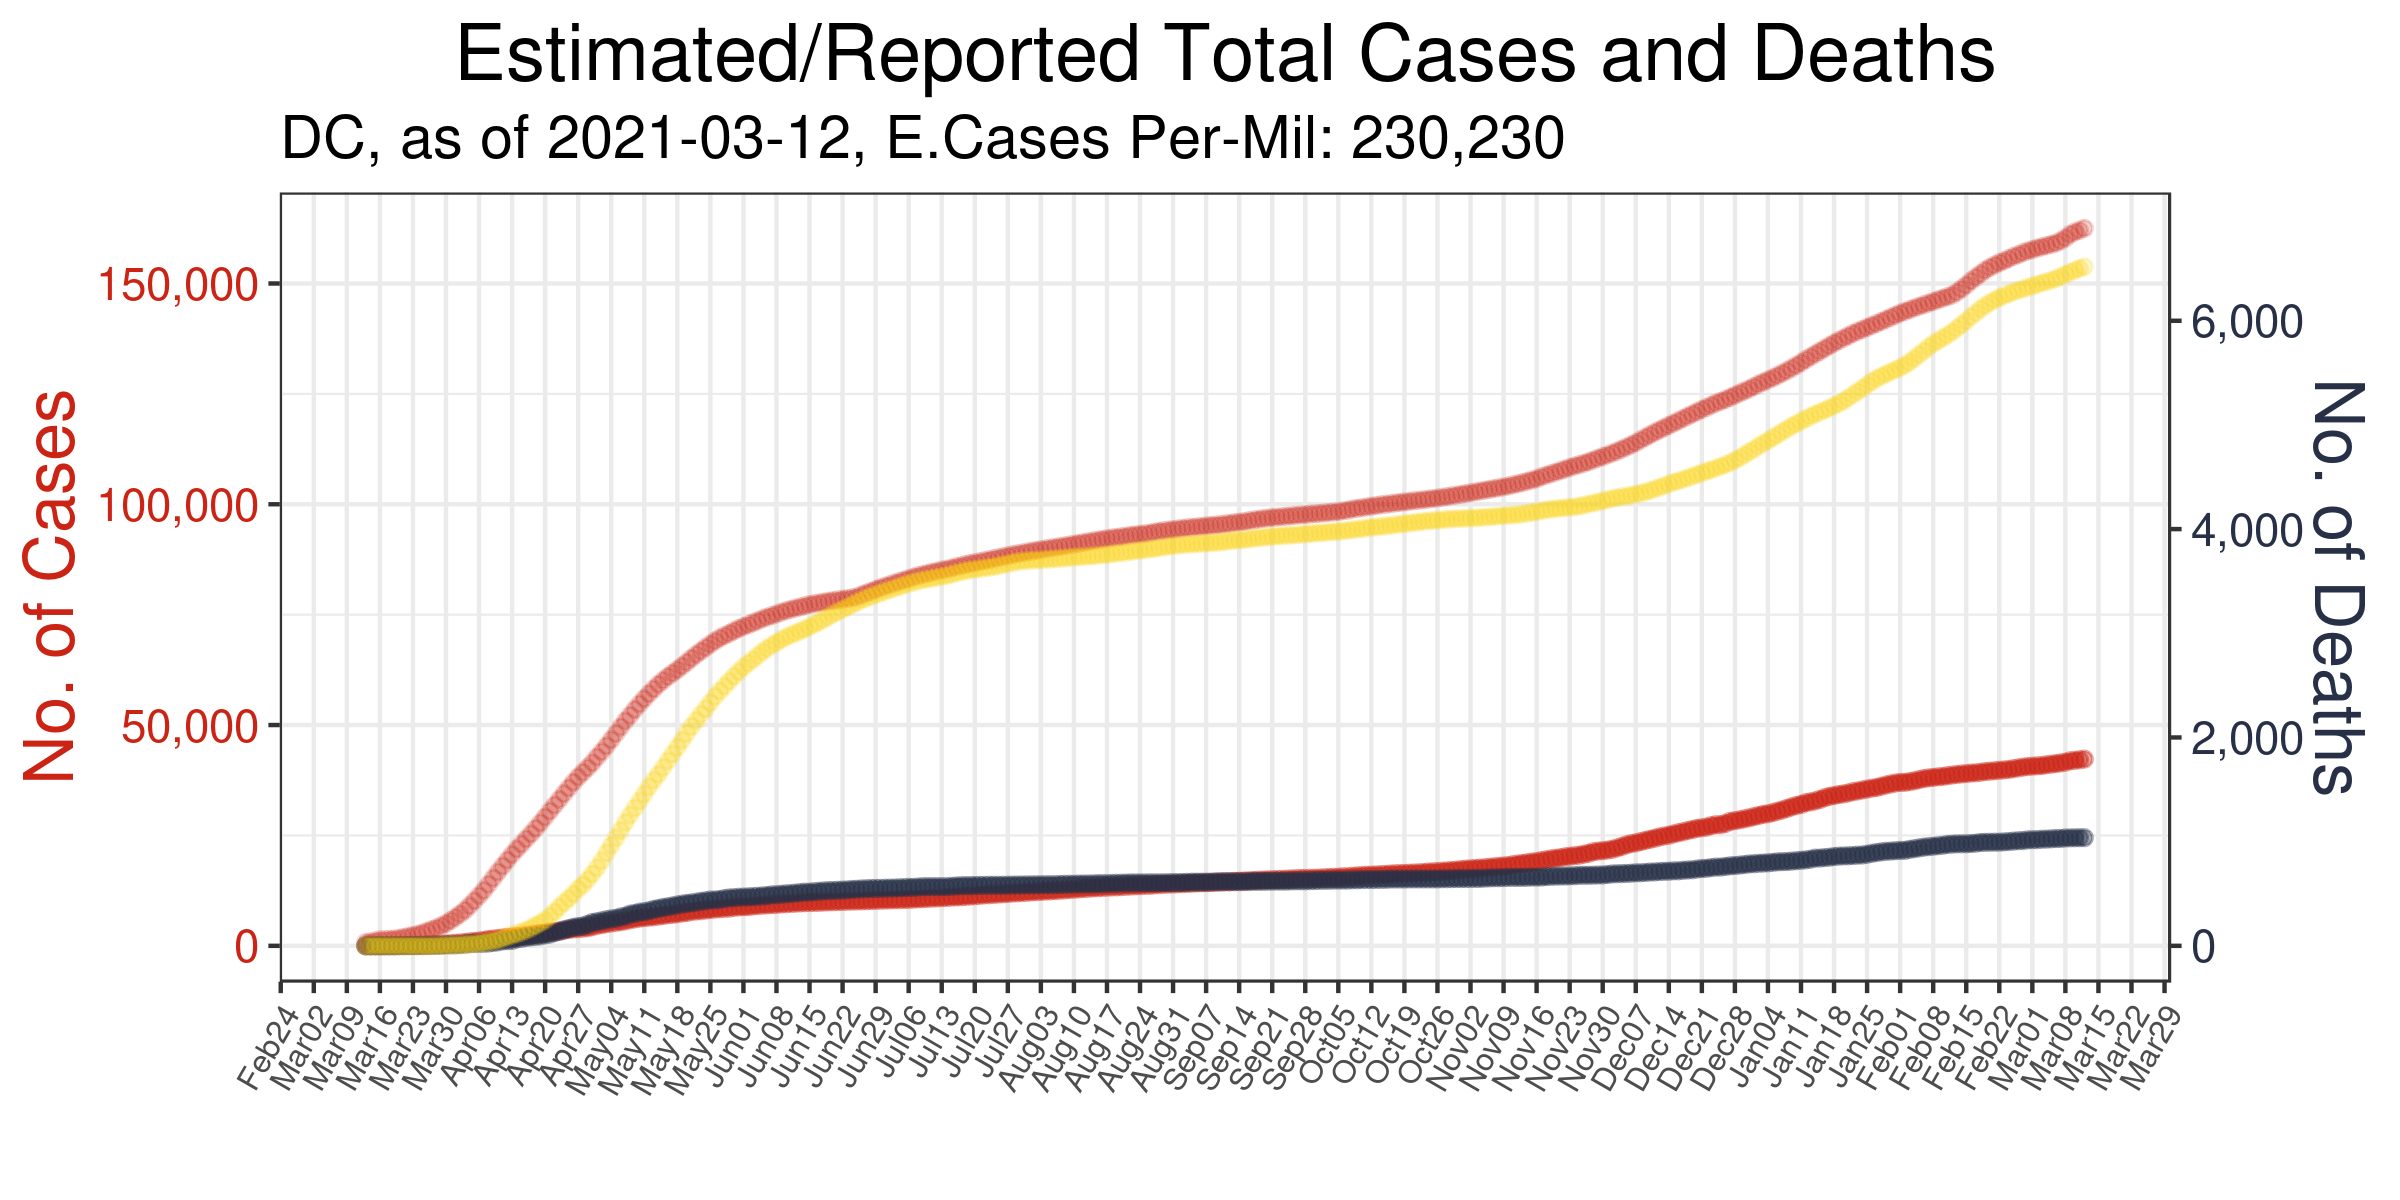 Estimated/Reported Total Cases and Deaths
DC, as of 2021-03-12, E.Cases Per-Mil: 230,230
No. of Cases
150,000
100,000
50,000
0
6,000
4,000
2,000
0
No. of Deaths
Feb24
Mar02
Mar09
Mar16
Mar23
Mar30
Apr06
Apr13
Apr20
Apr27
May04
May11
May18
May25
Jun01
Jun08
Jun15
Jun22
Jun29
Jul06
Jul13
Jul20
Jul27
Aug03
Aug10
Aug17
Aug24
Aug31
Sep07
Sep14
Sep21
Sep28
Oct05
Oct12
Oct19
Oct26
Nov02
Nov09
Nov16
Nov23
Nov30
Dec07
Dec14
Dec21
Dec28
Jan04
Jan11
Jan18
Jan25
Feb01
Feb08
Feb15
Feb22
Mar01
Mar08
Mar15
Mar22
Mar29